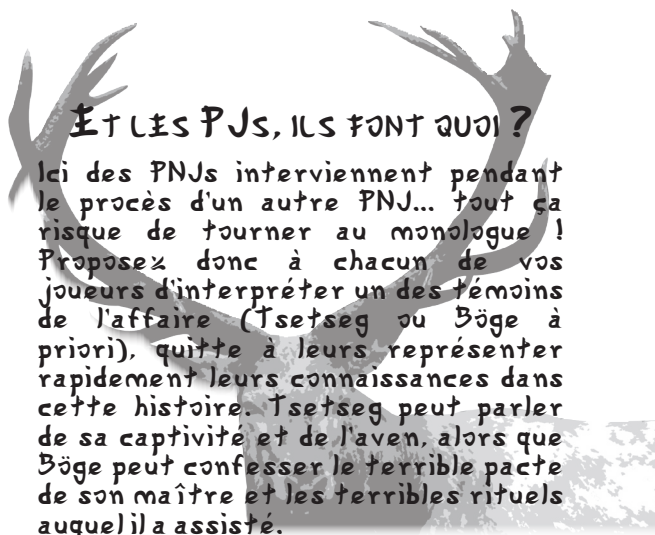 Et les PJs, ils font quoi ?
Ici des PNJs interviennent pendant
le procès d'un autre PNJ... tout ça
risque de tourner au monologue !
Proposez donc à chacun de vos
joueurs d'interpréter un des témoins
de l'affaire (Tsetseg ou Böge à
priori), quitte à leurs représenter
rapidement leurs connaissances dans
cette histoire. Tsetseg peut parler
de sa captivité et de l'aven, alors que
Böge peut confesser le terrible pacte
de son maître et les terribles rituels
auquel il a assisté.